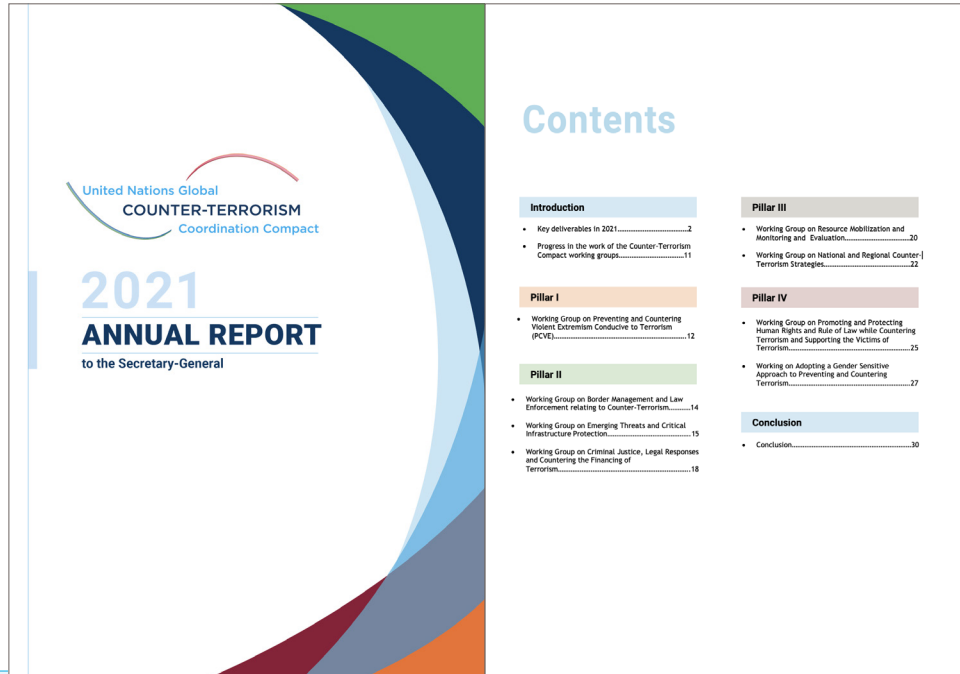 United Nations Global
COUNTER-TERRORISM
Coordination Compact
2021
ANNUAL REPORT
to the Secretary-General
Contents
Introduction
• Key deliverables in 2021.......................................2
• Progress in the work of the Counter-Terrorism
Compact working groups....................................11
Pillar I
• Working Group on Preventing and Countering
Violent Extremism Conducive to Terrorism
(PCVE).........................................................................12
Pillar II
• Working Group on Border Management and Law
Enforcement relating to Counter-Terrorism............14
• Working Group on Emerging Threats and Critical
Infrastructure Protection..............................................15
• Working Group on Criminal Justice, Legal Responses
and Countering the Financing of
Terrorism.........................................................................18
Pillar III
• Working Group on Resource Mobilization and
Monitoring and Evaluation....................................20
• Working Group on National and Regional Counter-
Terrorism Strategies................................................22
Pillar IV
• Working Group on Promoting and Protecting
Human Rights and Rule of Law while Countering
Terrorism and Supporting the Victims of
Terrorism...................................................................25
• Working on Adopting a Gender Sensitive
Approach to Preventing and Countering
Terrorism...................................................................27
Conclusion
• Conclusion..................................................................30